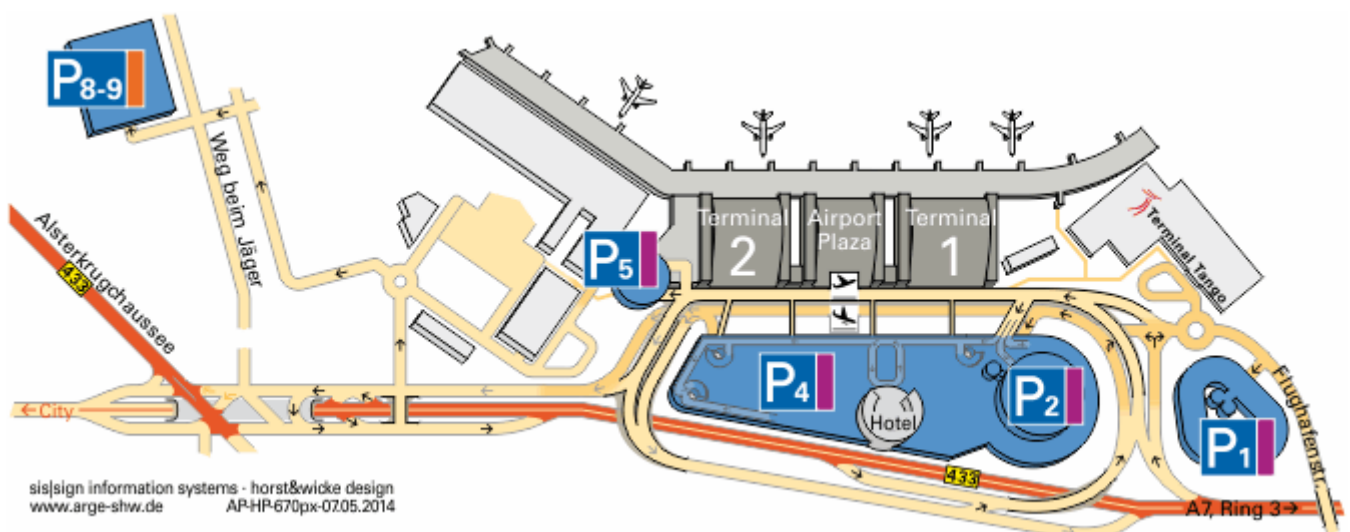 P8-9
Weg beim Jäger
Alsterkrugchaussee
433
Terminal
2
Airport
Plaza
Terminal
1
Terminal Tango
P5
P4
Hotel
P2
P1
Flughafenstr.
←City
433
A7, Ring 3→
sis|sign information systems - horst&wicke design
www.arge-shw.de AP-HP-670px-07.05.2014